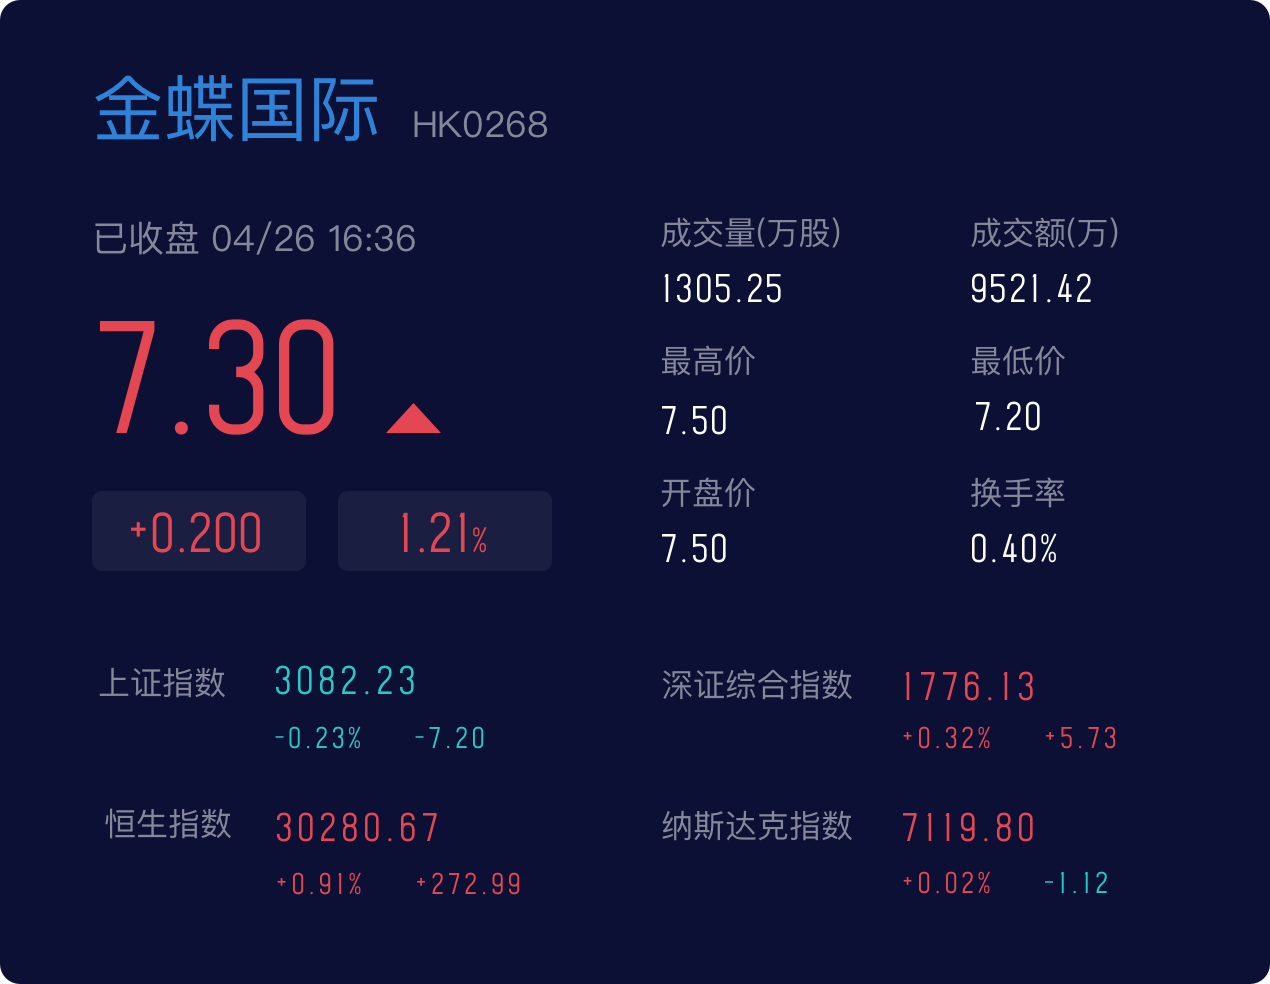 金蝶国际 HK0268
已收盘 04/26 16:36
7.30
+0.200 1.21%
成交量(万股) 成交额(万)
1305.25 9521.42
最高价 最低价
7.50 7.20
开盘价 换手率
7.50 0.40%
上证指数 3082.23
-0.23% -7.20
深证综合指数 1776.13
+0.32% +5.73
恒生指数 30280.67
+0.91% +272.99
纳斯达克指数 7119.80
+0.02% -1.12